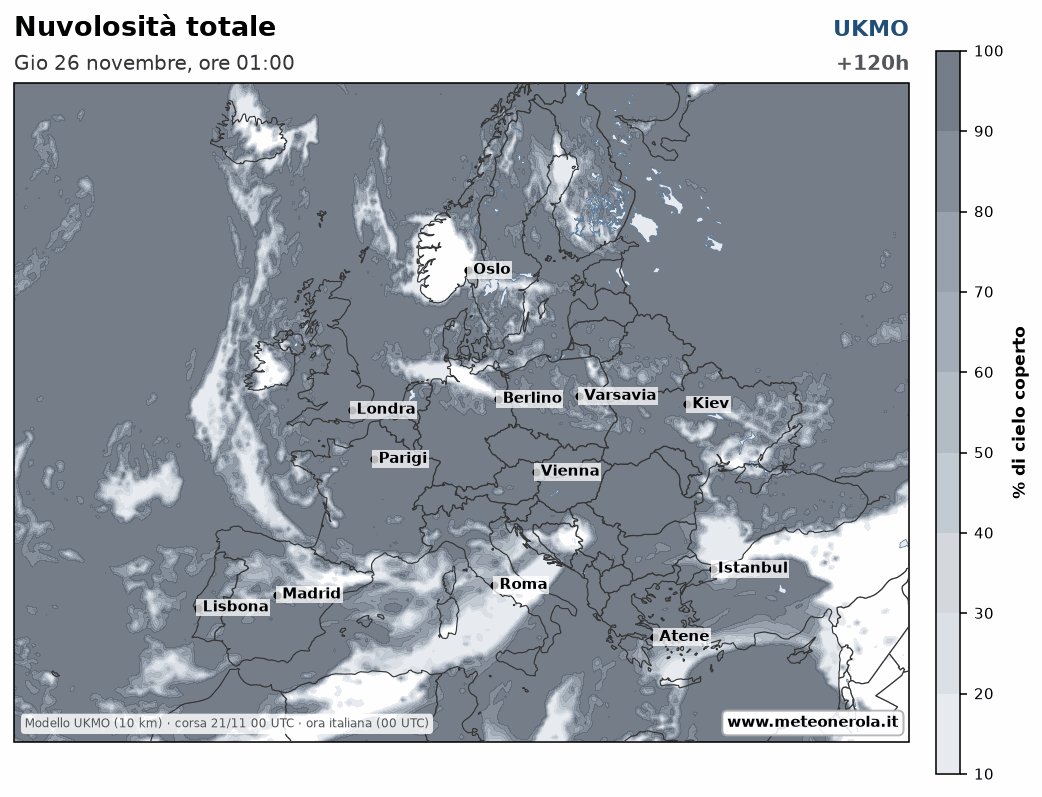 Nuvolosità totale
UKMO
Gio 26 novembre, ore 01:00
+120h
100
90
80
70
60
50
40
30
20
10
% di cielo coperto
Oslo
Londra
Berlino
Varsavia
Kiev
Parigi
Vienna
Istanbul
Roma
Madrid
Lisbona
Atene
Modello UKMO (10 km) · corsa 21/11 00 UTC · ora italiana (00 UTC)
www.meteonerola.it